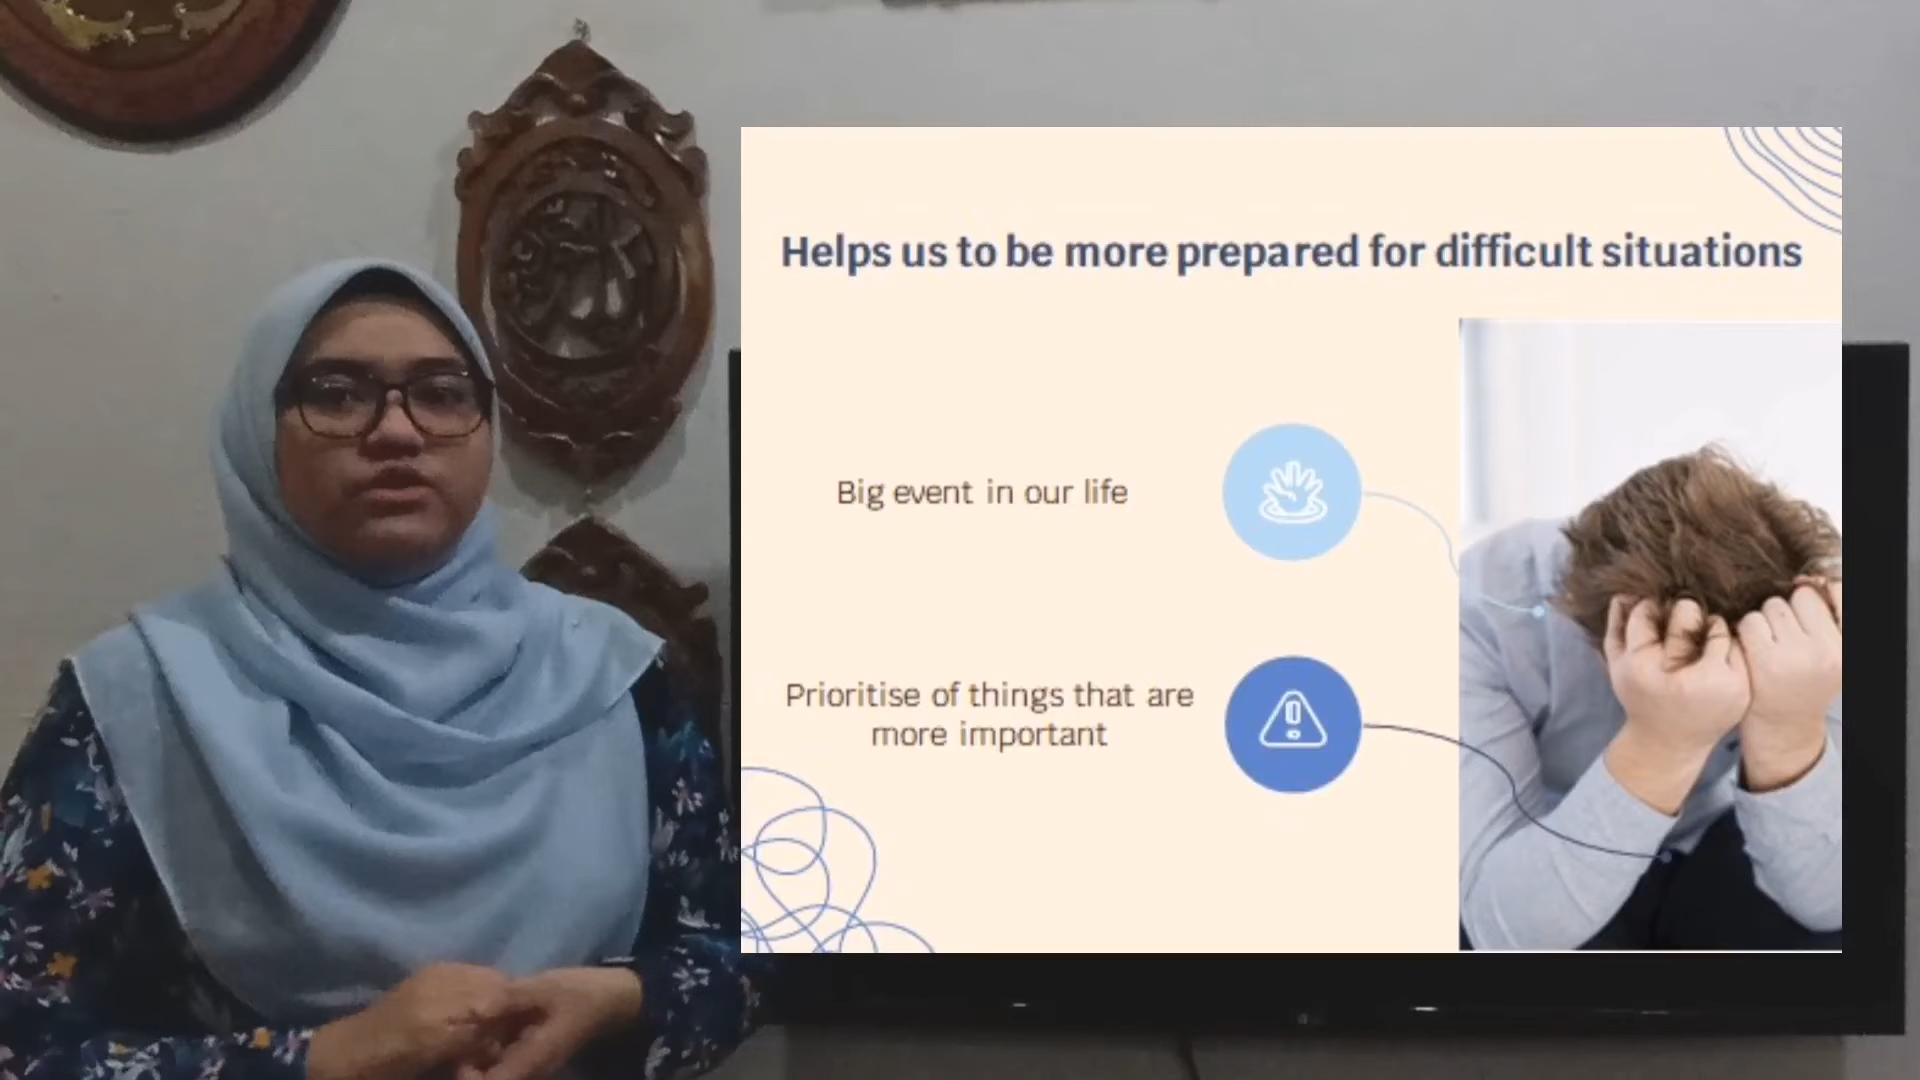 Helps us to be more prepared for difficult situations
Big event in our life
Prioritise of things that are
more important